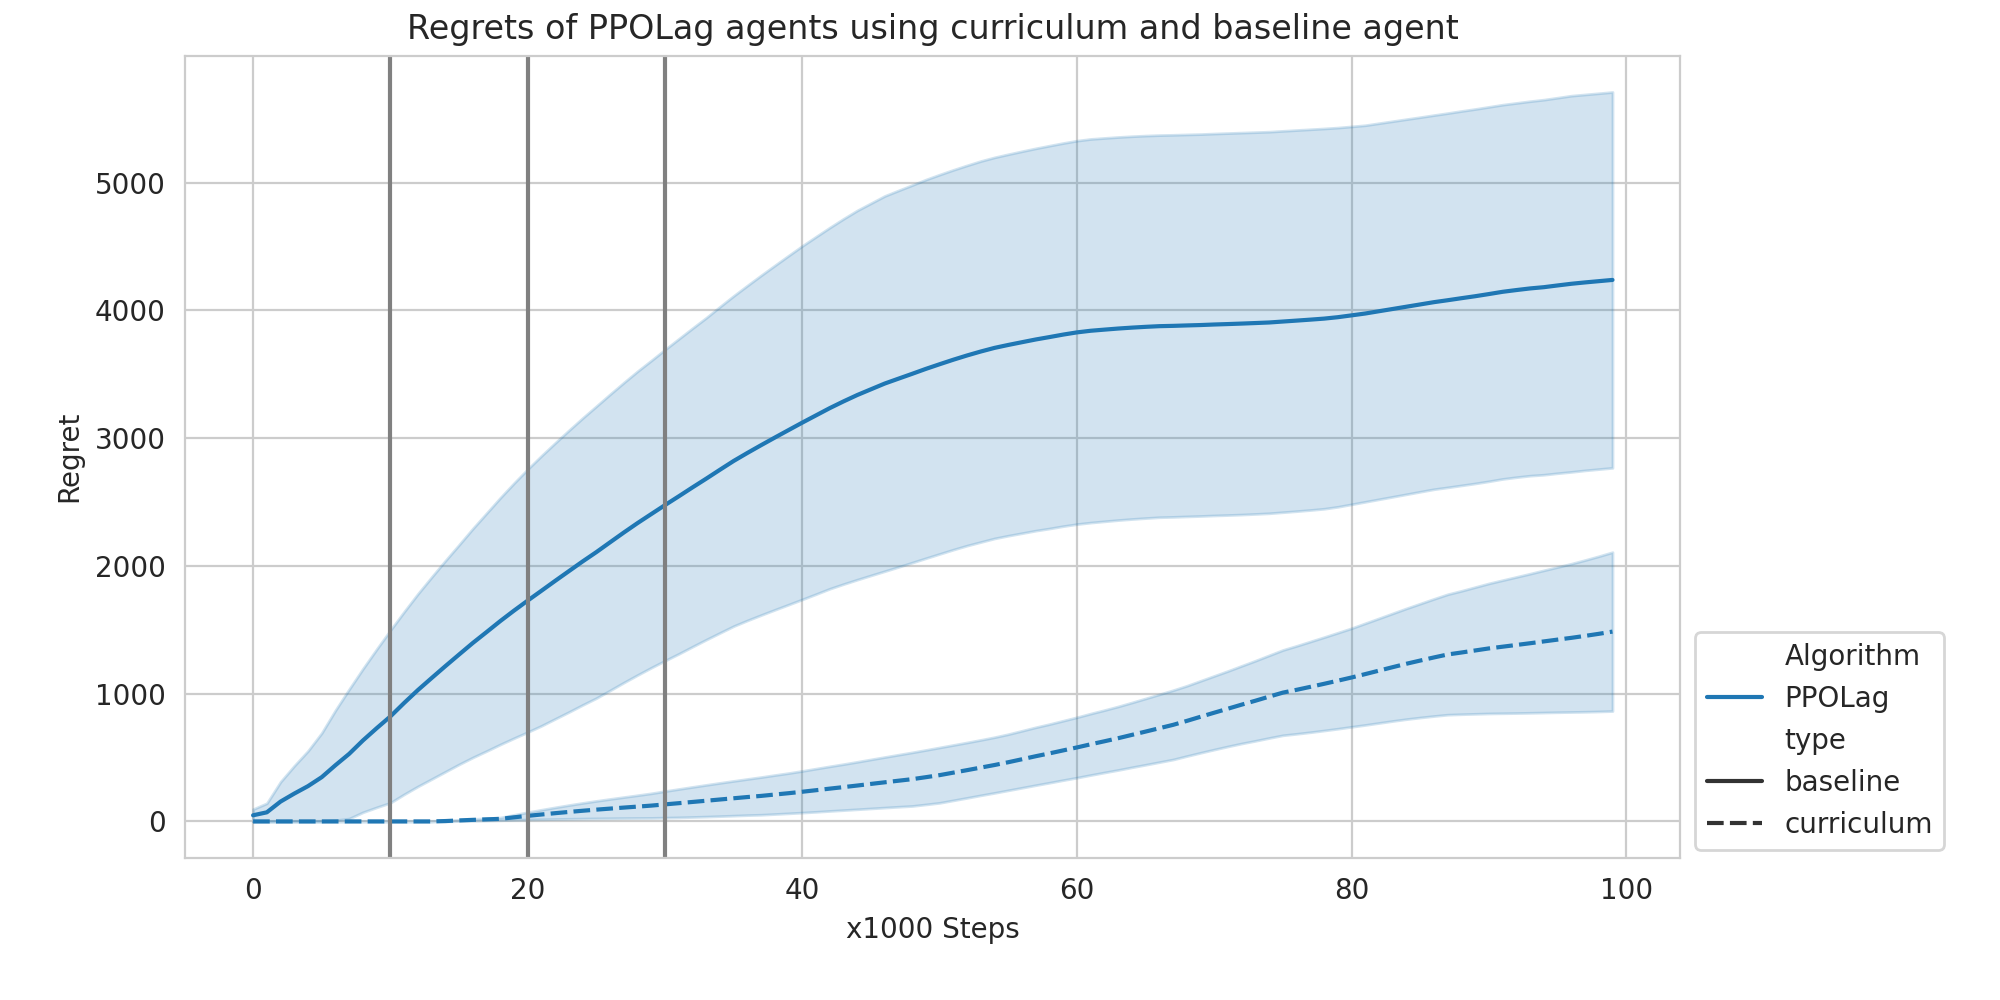 Regrets of PPOLag agents using curriculum and baseline agent
Regret
5000
4000
3000
2000
1000
0
0 20 40 60 80 100
x1000 Steps
Algorithm
PPOLag
type
baseline
curriculum